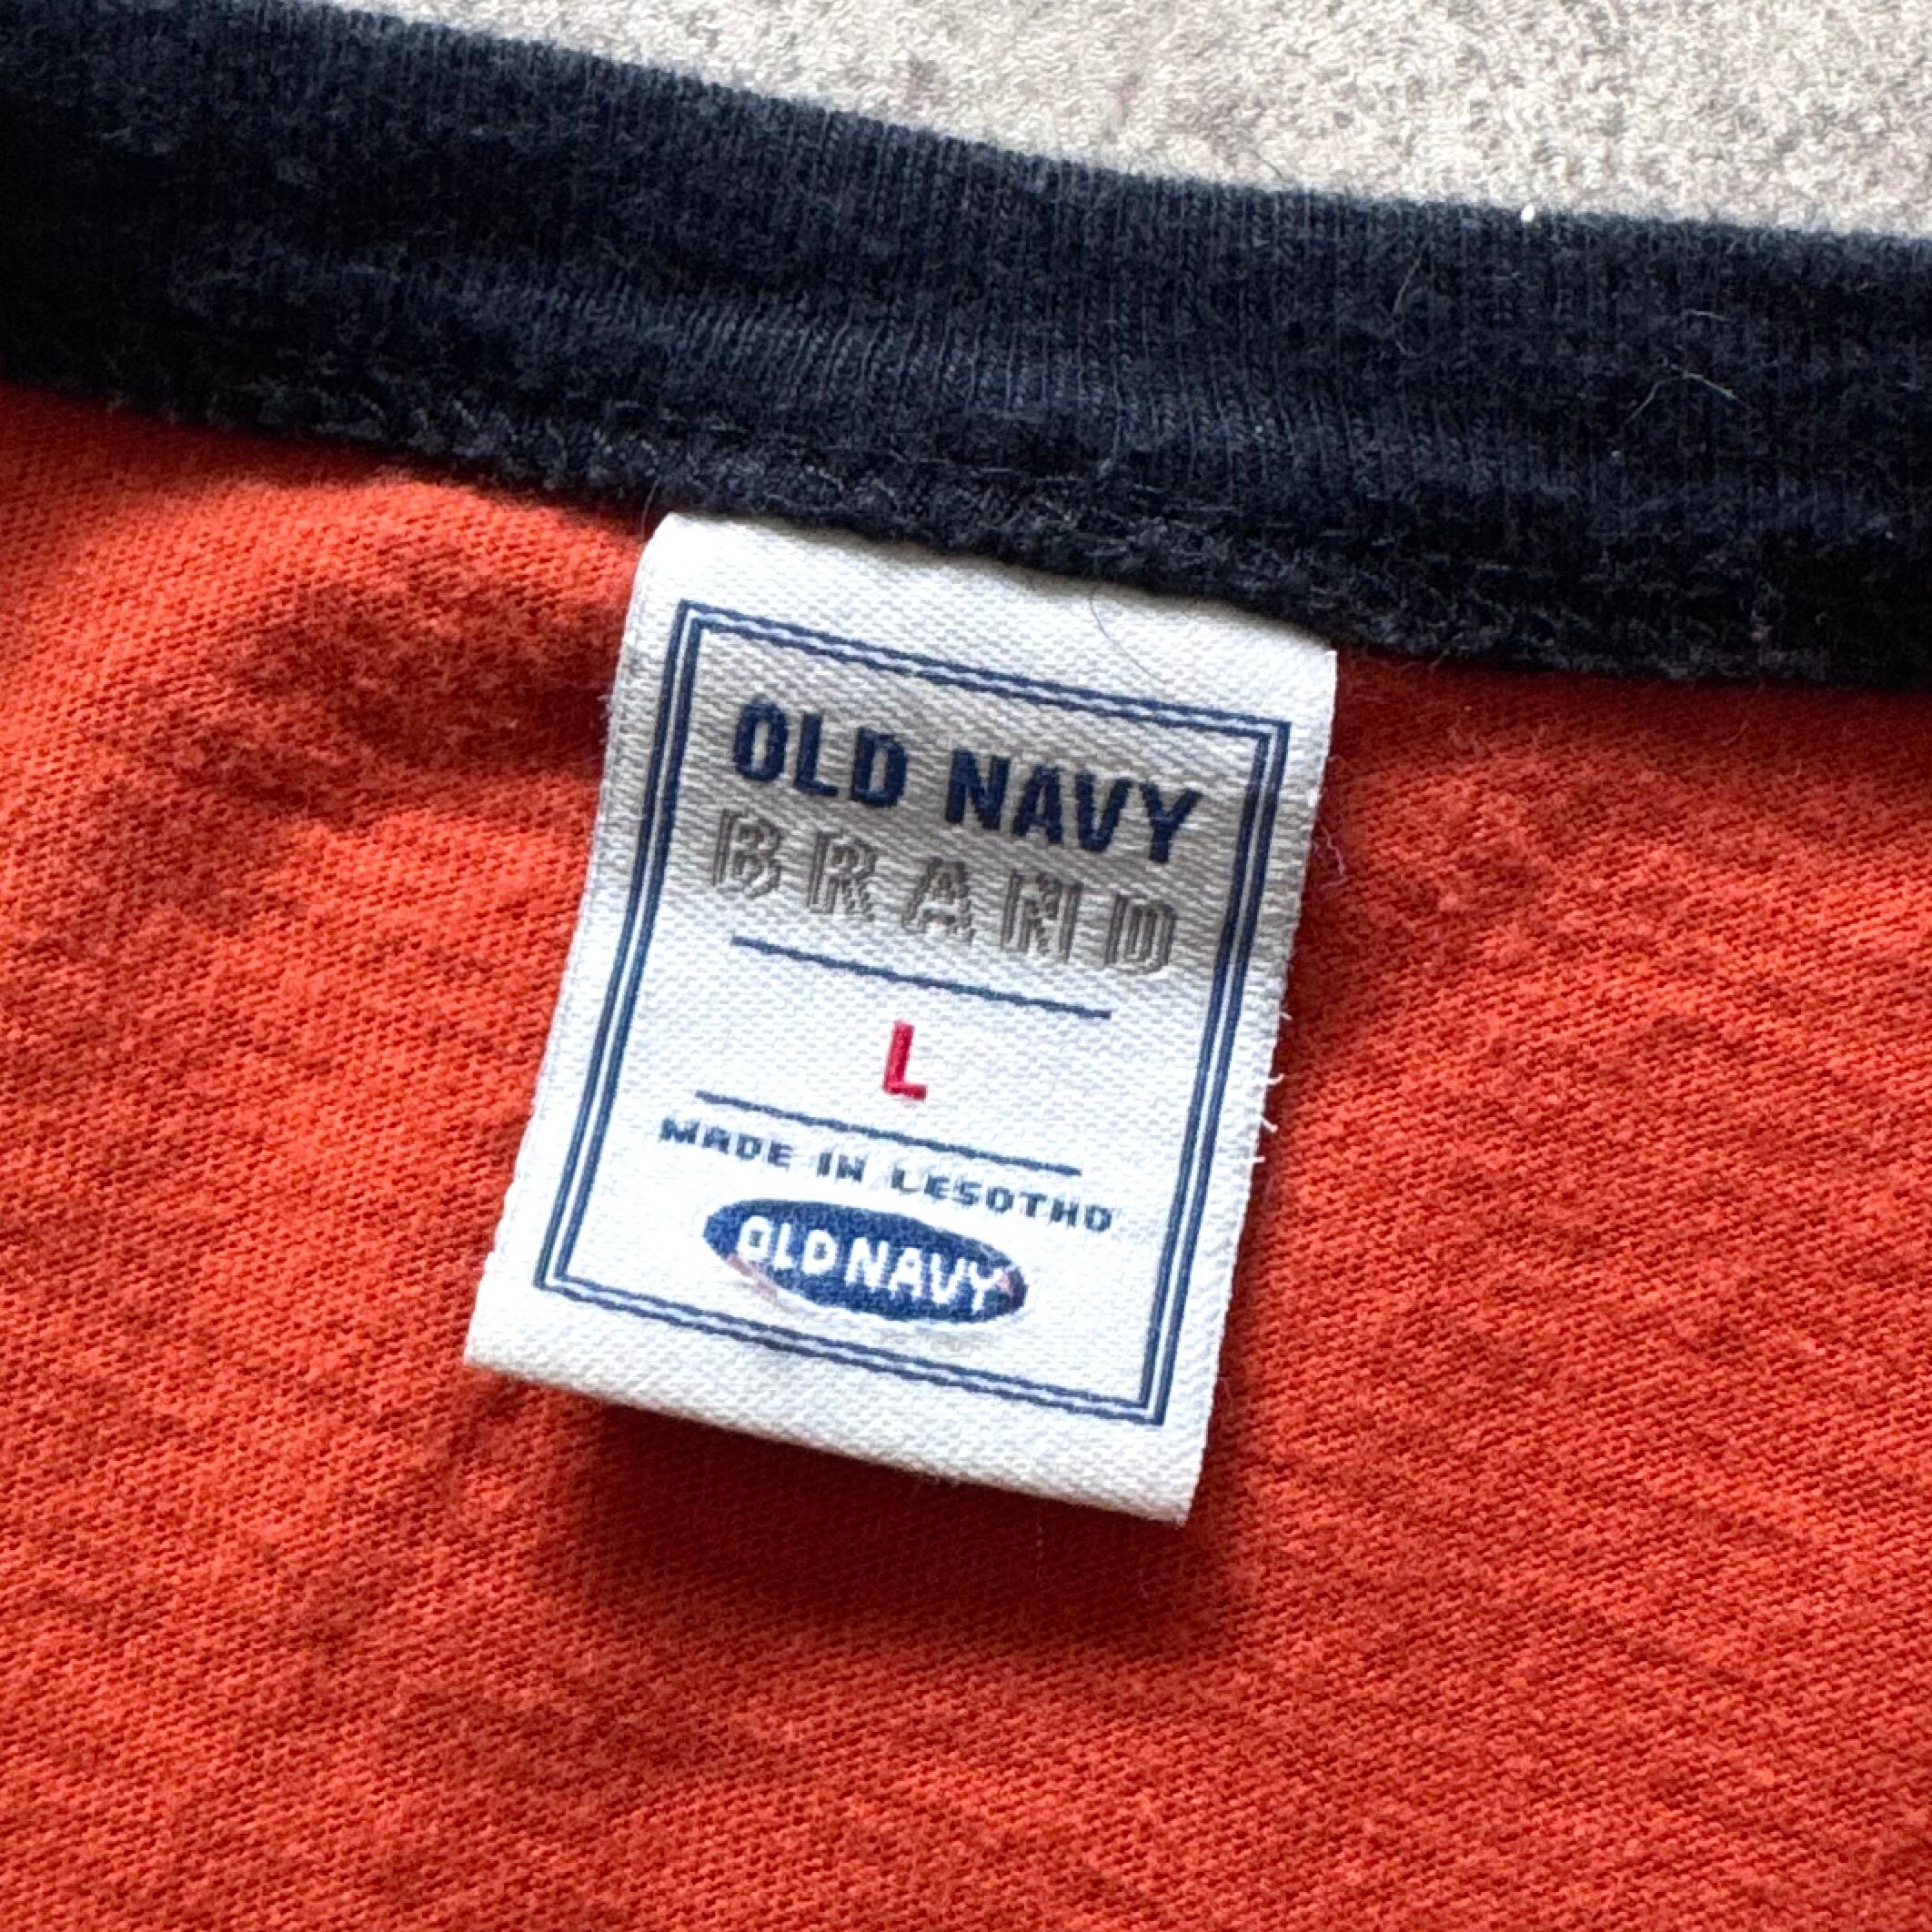 OLD NAVY
BRAND
L
MADE IN LESOTHO
OLD NAVY